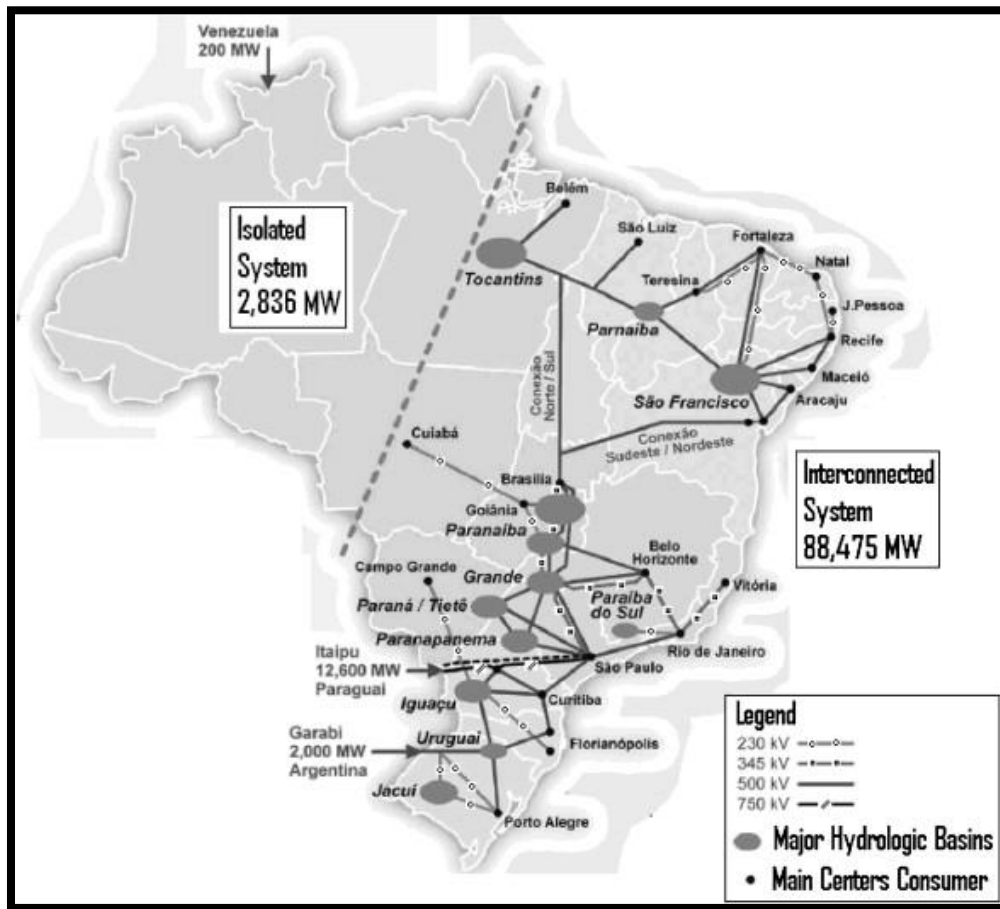 Venezuela
200 MW
Isolated
System
2,836 MW
Belém
Tocantins
São Luiz
Fortaleza
Teresina
Natal
J.Pessoa
Parnaíba
Recife
Conexão
Norte / Sul
São Francisco
Maceió
Aracaju
Conexão
Sudeste / Nordeste
Cuiabá
Brasília
Goiânia
Paranaíba
Interconnected
System
88,475 MW
Belo
Horizonte
Campo Grande
Grande
Vitória
Paraná / Tietê
Paraíba
do Sul
Paranapanema
Rio de Janeiro
Itaipu
12,600 MW
Paraguai
São Paulo
Iguaçu
Curitiba
Garabi
2,000 MW
Argentina
Uruguai
Florianópolis
Jacuí
Porto Alegre
Legend
230 kV
345 kV
500 kV
750 kV
Major Hydrologic Basins
Main Centers Consumer